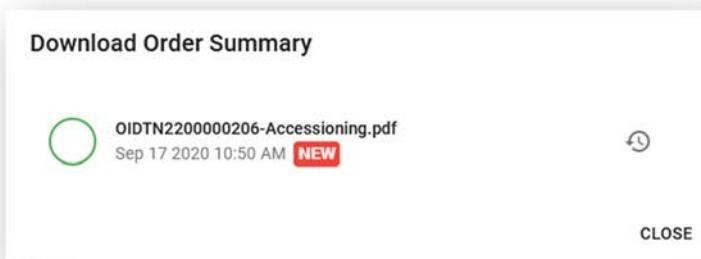 Download Order Summary
OIDTN2200000206-Accessioning.pdf
Sep 17 2020 10:50 AM NEW
CLOSE